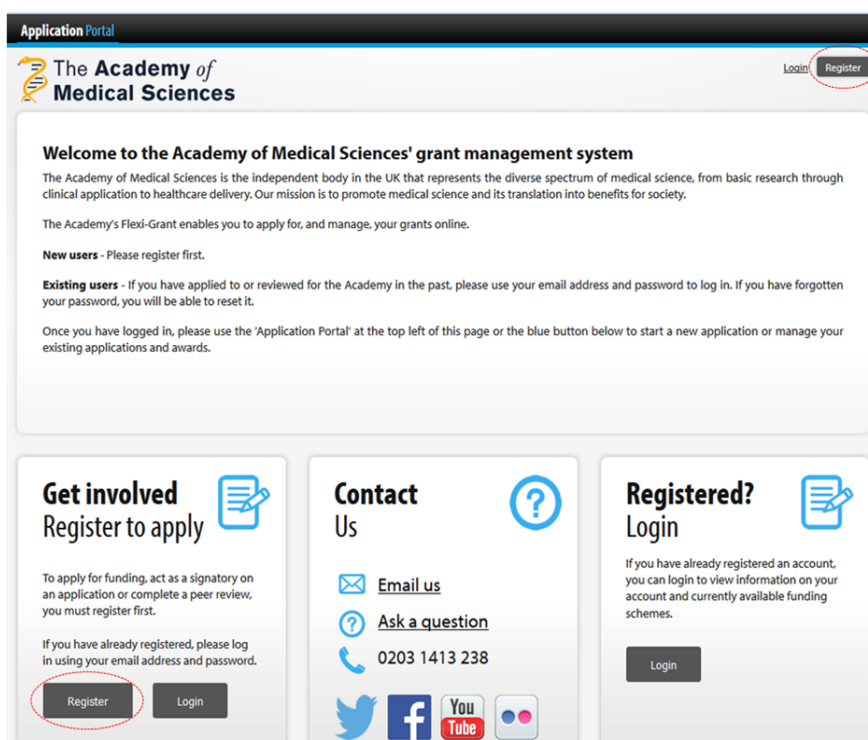 Application Portal
The Academy of
Medical Sciences
Login Register
Welcome to the Academy of Medical Sciences' grant management system
The Academy of Medical Sciences is the independent body in the UK that represents the diverse spectrum of medical science, from basic research through
clinical application to healthcare delivery. Our mission is to promote medical science and its translation into benefits for society.
The Academy's Flexi-Grant enables you to apply for, and manage, your grants online.
New users - Please register first.
Existing users - If you have applied to or reviewed for the Academy in the past, please use your email address and password to log in. If you have forgotten
your password, you will be able to reset it.
Once you have logged in, please use the 'Application Portal' at the top left of this page or the blue button below to start a new application or manage your
existing applications and awards.
Get involved
Register to apply
To apply for funding, act as a signatory on
an application or complete a peer review,
you must register first.
If you have already registered, please log
in using your email address and password.
Register Login
Contact
Us
Email us
Ask a question
0203 1413 238
You
Tube
Registered?
Login
If you have already registered an account,
you can login to view information on your
account and currently available funding
schemes.
Login